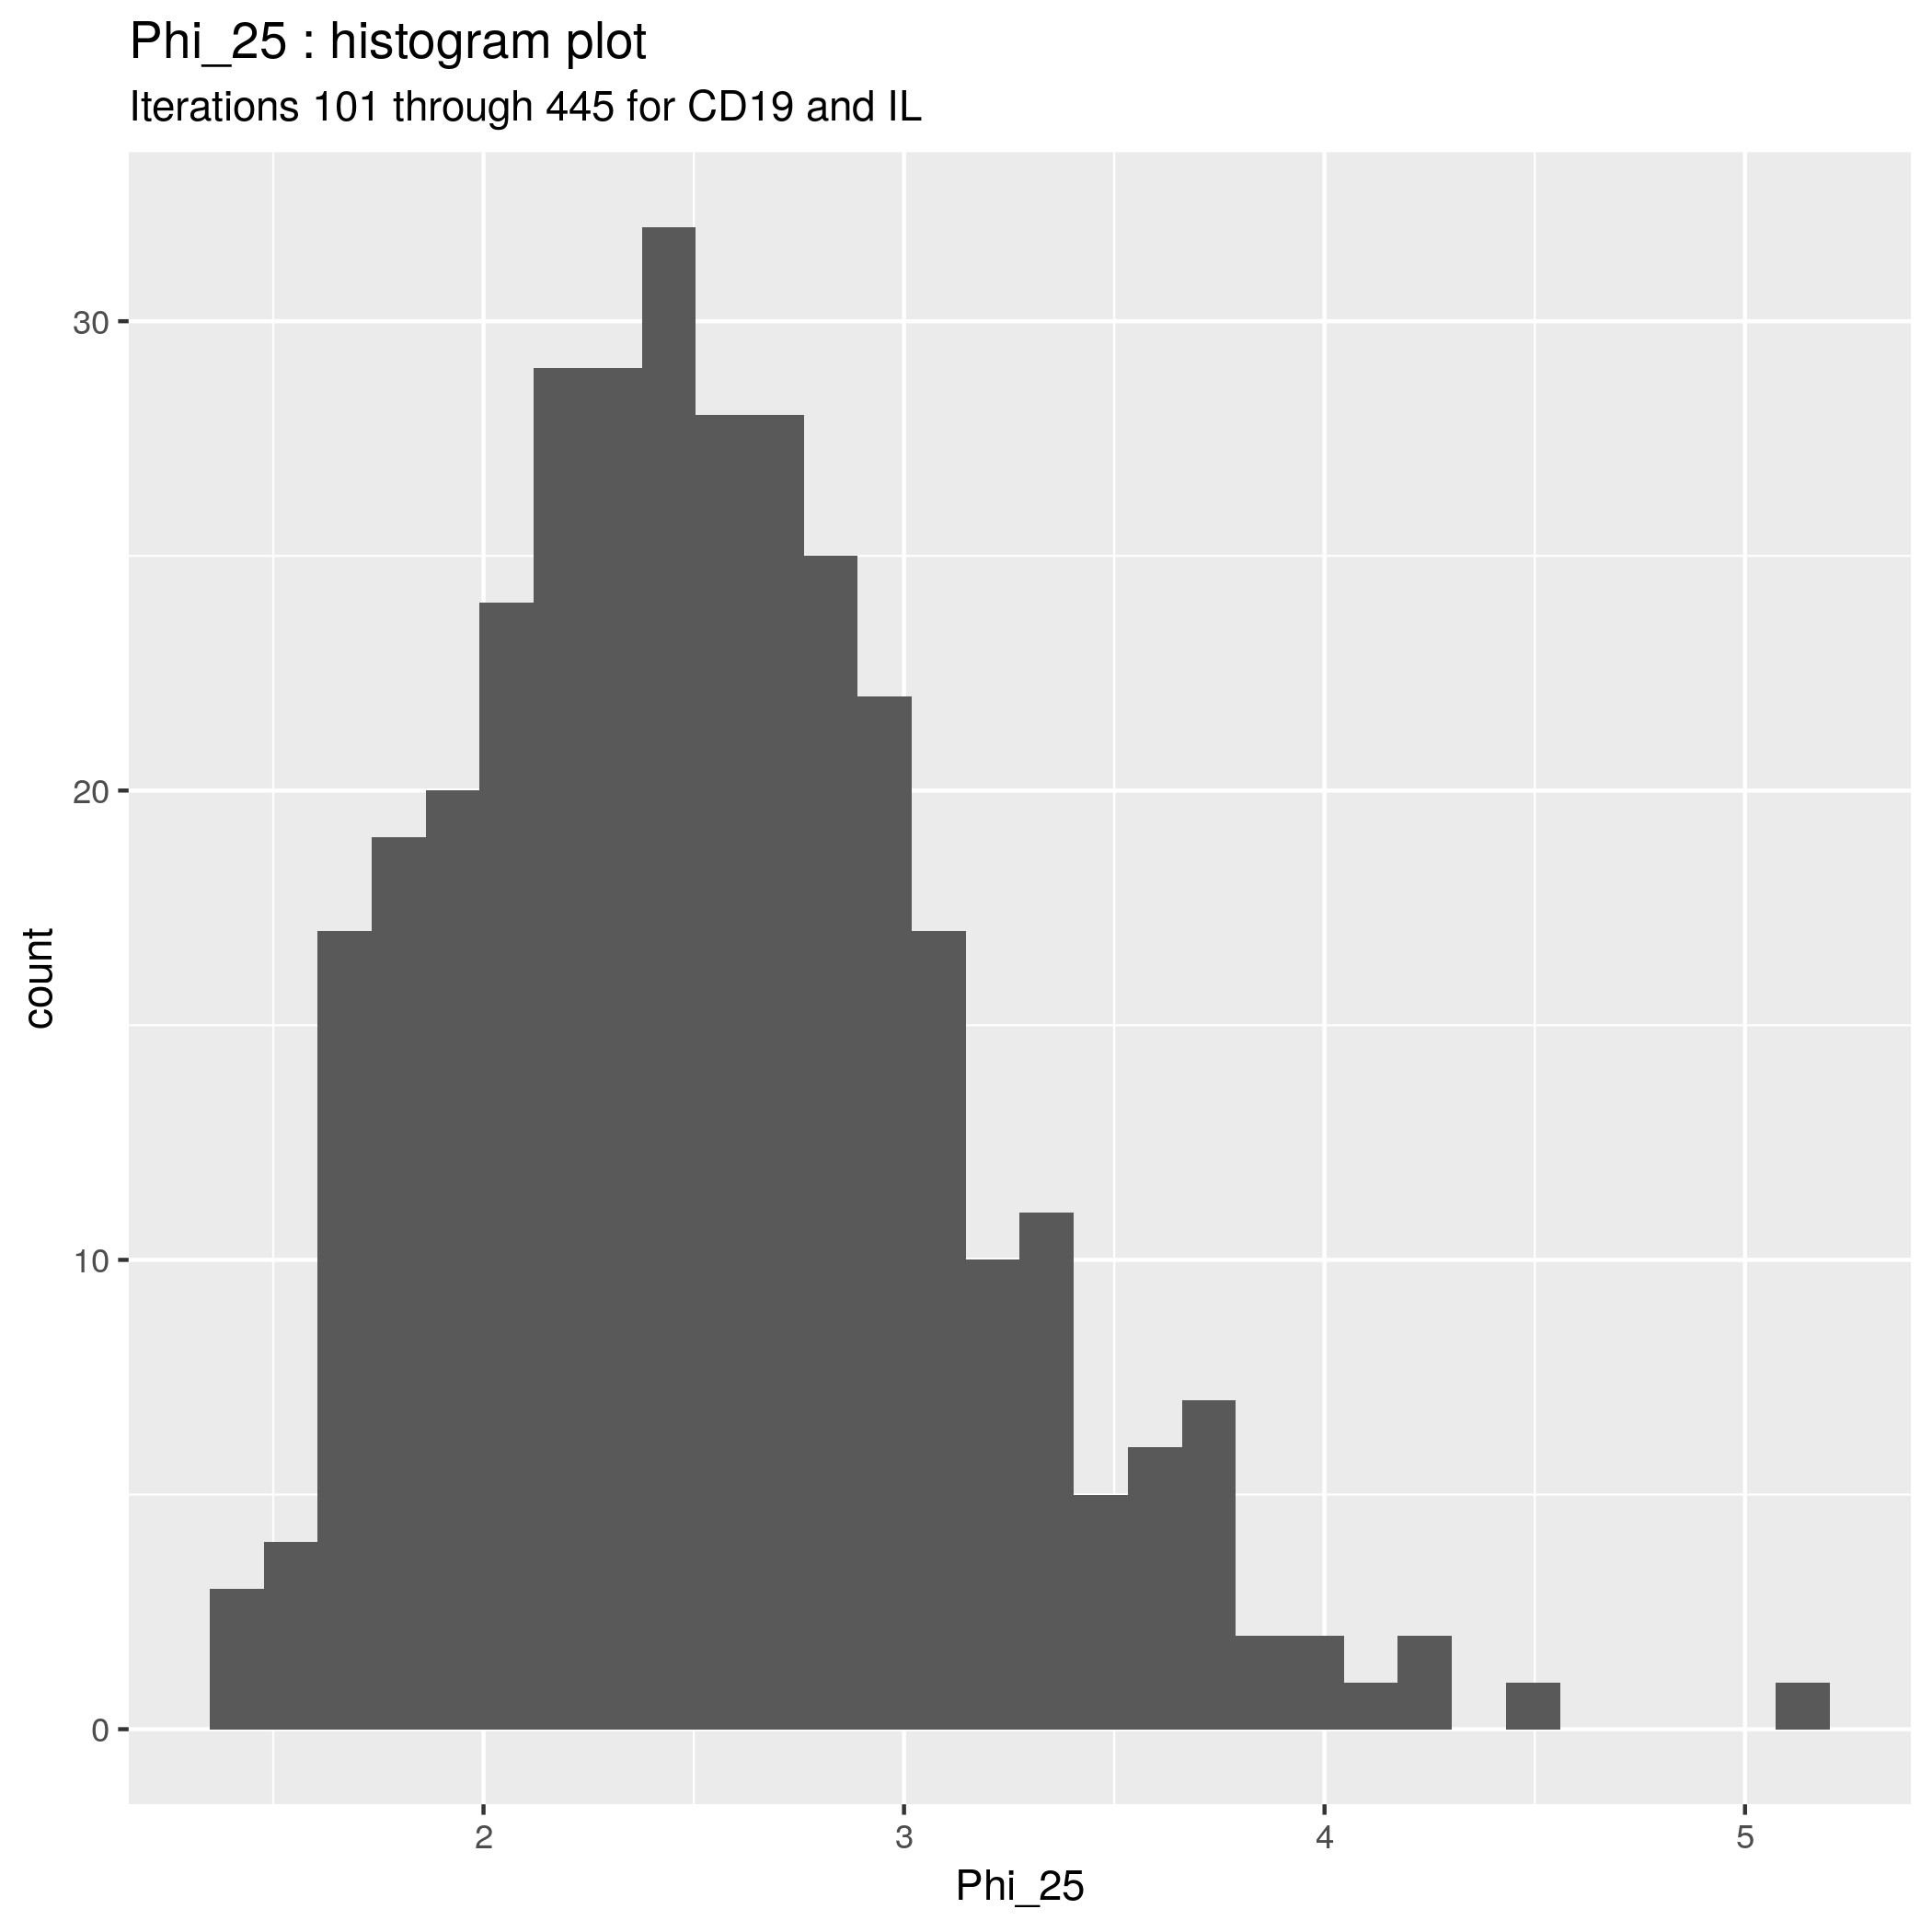 Phi_25 : histogram plot
Iterations 101 through 445 for CD19 and IL
30
20
10
0
count
2 3 4 5
Phi_25